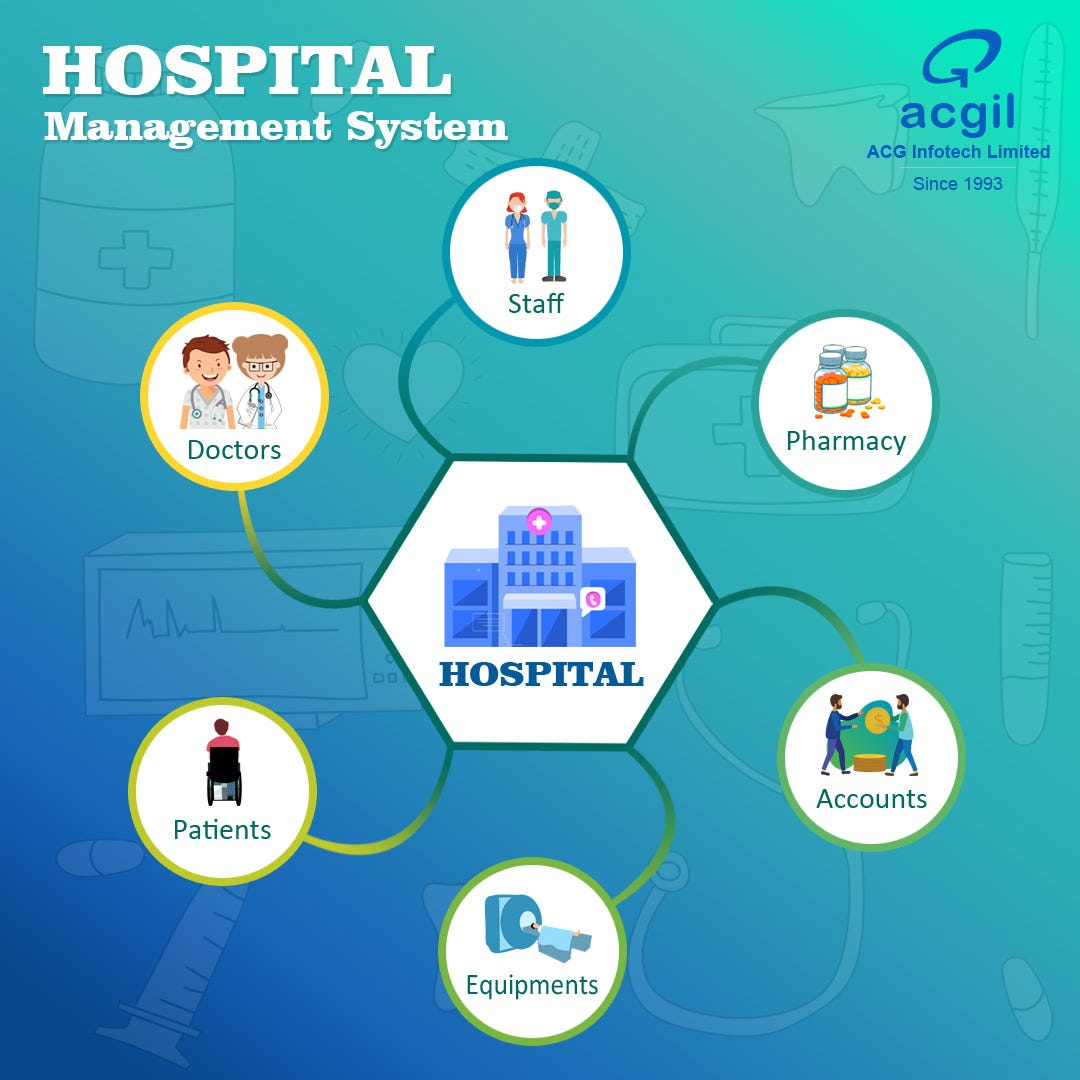 HOSPITAL
Management System
acgil
ACG Infotech Limited
Since 1993
Staff
Doctors
Pharmacy
HOSPITAL
Patients
Accounts
Equipments